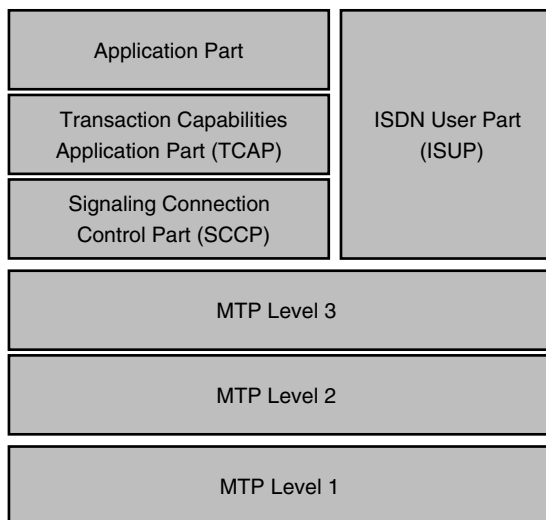 Application Part
Transaction Capabilities
Application Part (TCAP)
Signaling Connection
Control Part (SCCP)
ISDN User Part
(ISUP)
MTP Level 3
MTP Level 2
MTP Level 1